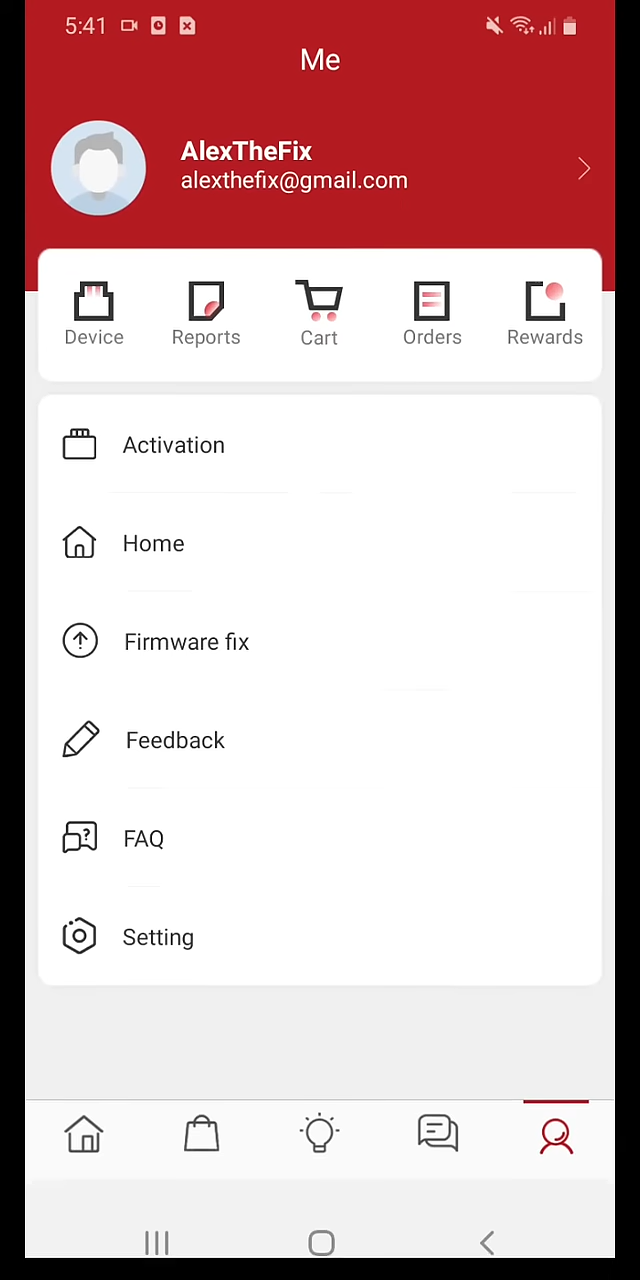 5:41
Me
AlexTheFix
alexthefix@gmail.com
Device Reports Cart Orders Rewards
Activation
Home
Firmware fix
Feedback
FAQ
Setting